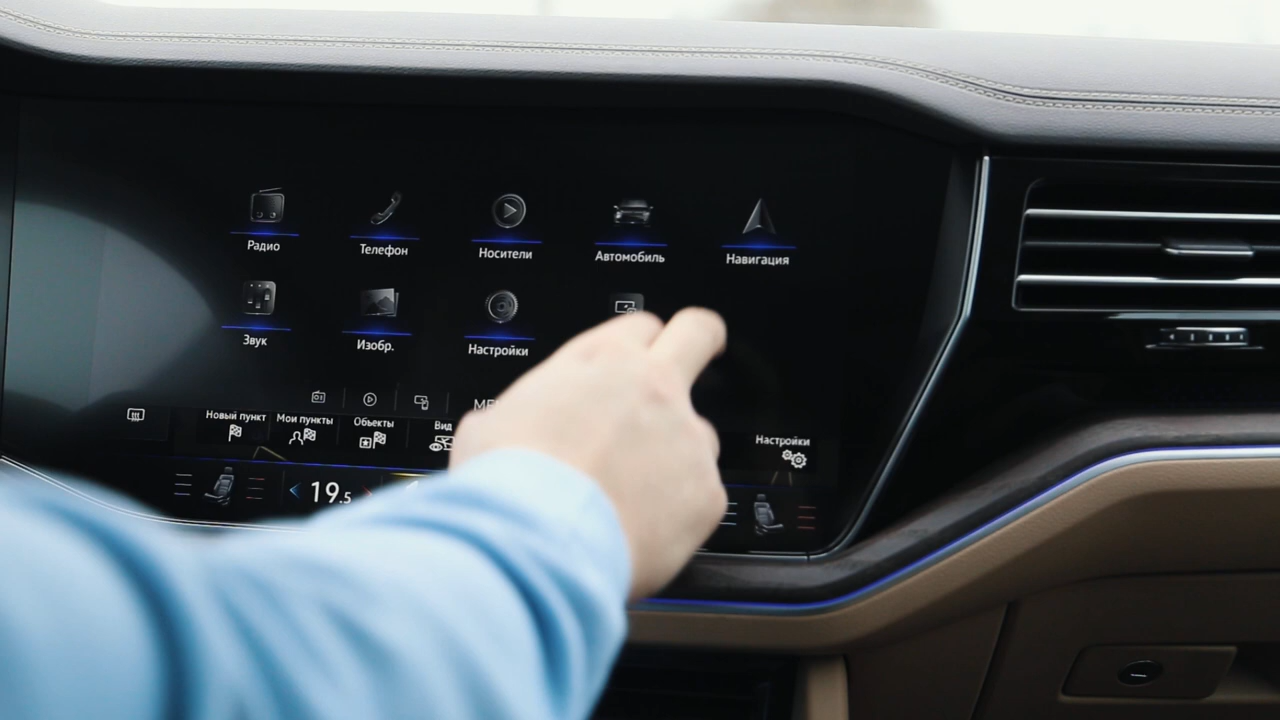 Радио
Телефон
Носители
Автомобиль
Навигация
Звук
Изобр.
Настройки
Новый пункт
Мои пункты
Объекты
Вид
Настройки
19.5